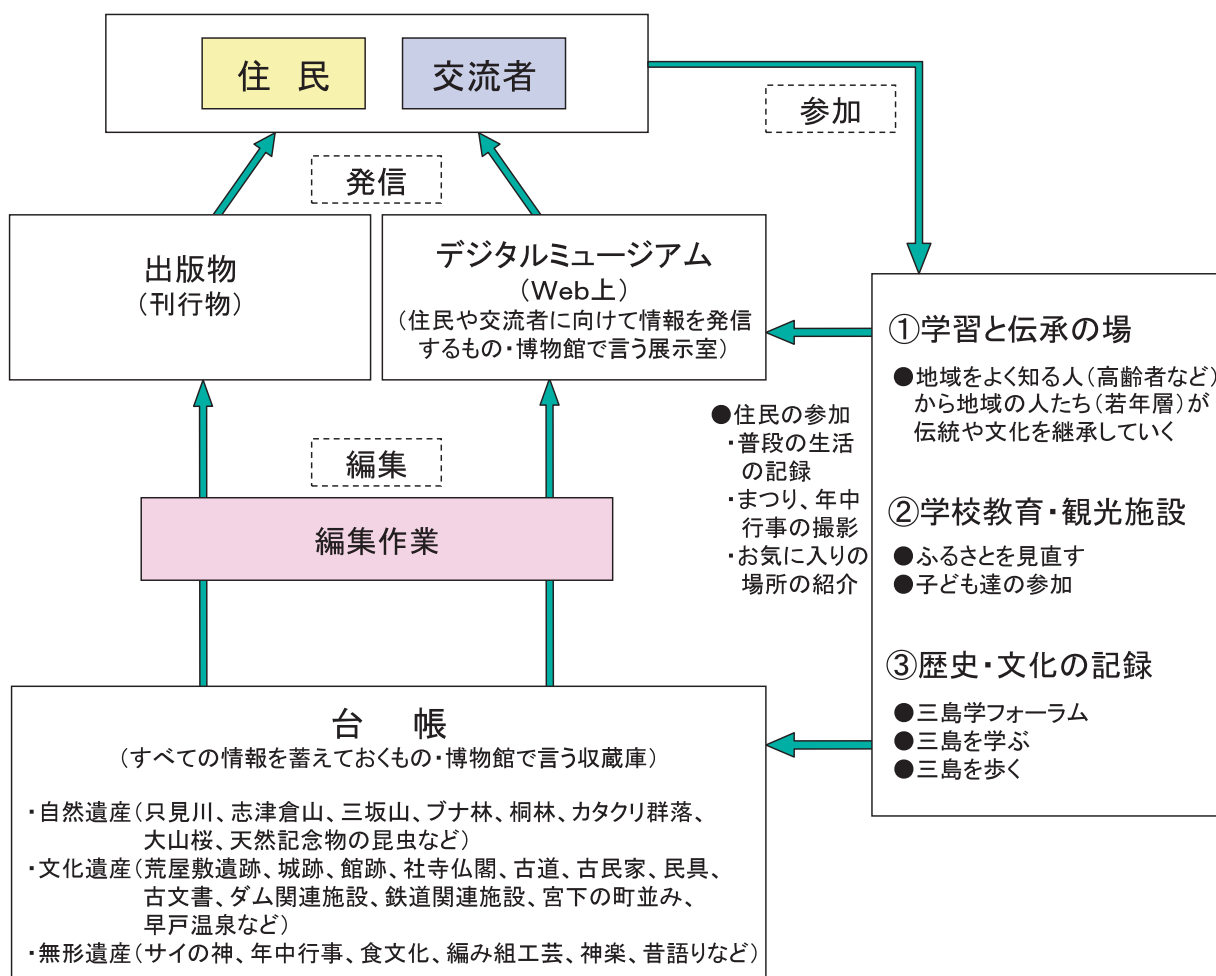 住 民
交流者
参加
発信
出版物
(刊行物)
デジタルミュージアム
(Web上)
(住民や交流者に向けて情報を発信
するもの・博物館で言う展示室)
①学習と伝承の場
●地域をよく知る人(高齢者など)
から地域の人たち(若年層)が
伝統や文化を継承していく
②学校教育・観光施設
●ふるさとを見直す
●子ども達の参加
③歴史・文化の記録
●三島学フォーラム
●三島を学ぶ
●三島を歩く
●住民の参加
・普段の生活
の記録
・まつり、年中
行事の撮影
・お気に入りの
場所の紹介
編集
編集作業
台 帳
(すべての情報を蓄えておくもの・博物館で言う収蔵庫)
・自然遺産(只見川、志津倉山、三坂山、ブナ林、桐林、カタクリ群落、
大山桜、天然記念物の昆虫など)
・文化遺産(荒屋敷遺跡、城跡、館跡、社寺仏閣、古道、古民家、民具、
古文書、ダム関連施設、鉄道関連施設、宮下の町並み、
早戸温泉など)
・無形遺産(サイの神、年中行事、食文化、編み組工芸、神楽、昔語りなど)